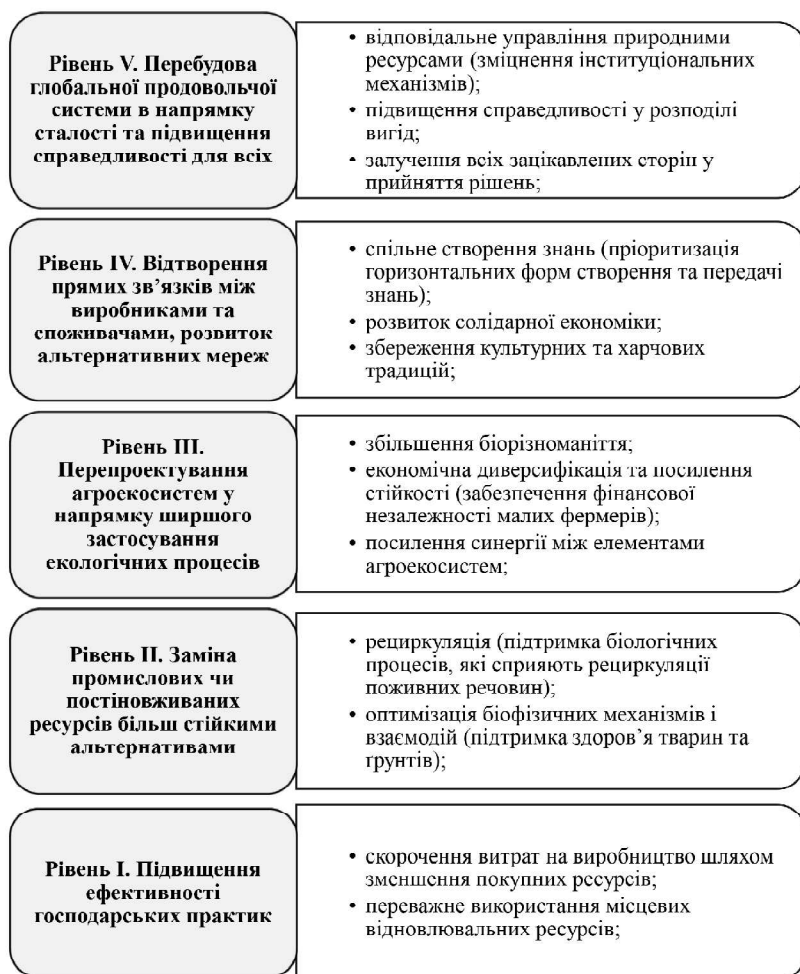 Рівень V. Перебудова
глобальної продовольчої
системи в напрямку
сталості та підвищення
справедливості для всіх
• відповідальне управління природними
ресурсами (зміцнення інституціональних
механізмів);
• підвищення справедливості у розподілі
вигід;
• залучення всіх зацікавлених сторін у
прийняття рішень;
Рівень IV. Відтворення
прямих зв’язків між
виробниками та
споживачами, розвиток
альтернативних мереж
• спільне створення знань (пріоритизація
горизонтальних форм створення та передачі
знань);
• розвиток солідарної економіки;
• збереження культурних та харчових
традицій;
Рівень III.
Перепроектування
агроекосистем у
напрямку ширшого
застосування
екологічних процесів
• збільшення біорізноманіття;
• економічна диверсифікація та посилення
стійкості (забезпечення фінансової
незалежності малих фермерів);
• посилення синергії між елементами
агроекосистем;
Рівень II. Заміна
промислових чи
постіновживаних
ресурсів більш стійкими
альтернативами
• рециркуляція (підтримка біологічних
процесів, які сприяють рециркуляції
поживних речовин);
• оптимізація біофізичних механізмів і
взаємодій (підтримка здоров’я тварин та
ґрунтів);
Рівень I. Підвищення
ефективності
господарських практик
• скорочення витрат на виробництво шляхом
зменшення покупних ресурсів;
• переважне використання місцевих
відновлювальних ресурсів;